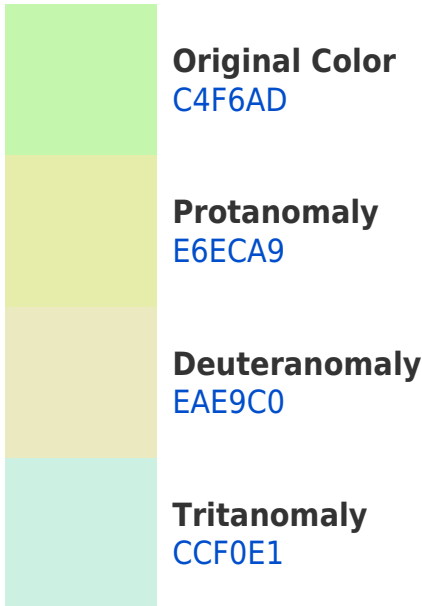 Original Color
C4F6AD
Protanomaly
E6ECA9
Deuteranomaly
EAE9C0
Tritanomaly
CCF0E1